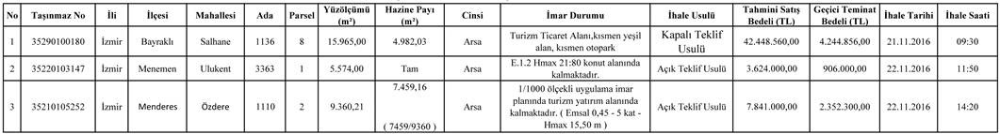 No Taşınmaz No İli İlçesi Mahallesi Ada Parsel Yüzölçümü (m²) Hazine Payı (m²) Cinsi İmar Durumu İhale Usulü Tahmini Satış Bedeli (TL) Geçici Teminat Bedeli (TL) İhale Tarihi İhale Saati
1 35290100180 İzmir Bayraklı Salhane 1136 8 15.965,00 4.982,03 Arsa Turizm Ticaret Alanı,kısmen yeşil alan, kısmen otopark Kapalı Teklif Usulü 42.448.560,00 4.244.856,00 21.11.2016 09:30
2 35220103147 İzmir Menemen Ulukent 3363 1 5.574,00 Tam Arsa E.1.2 Hmax 21:80 konut alanında kalmaktadır. Açık Teklif Usulü 3.624.000,00 906.000,00 22.11.2016 11:50
3 35210105252 İzmir Menderes Özdere 1110 2 9.360,21 7.459,16 ( 7459/9360 ) Arsa 1/1000 ölçekli uygulama imar planında turizm yatırım alanında kalmaktadır. ( Emsal 0,45 - 5 kat - Hmax 15,50 m ) Açık Teklif Usulü 7.841.000,00 2.352.300,00 22.11.2016 14:20